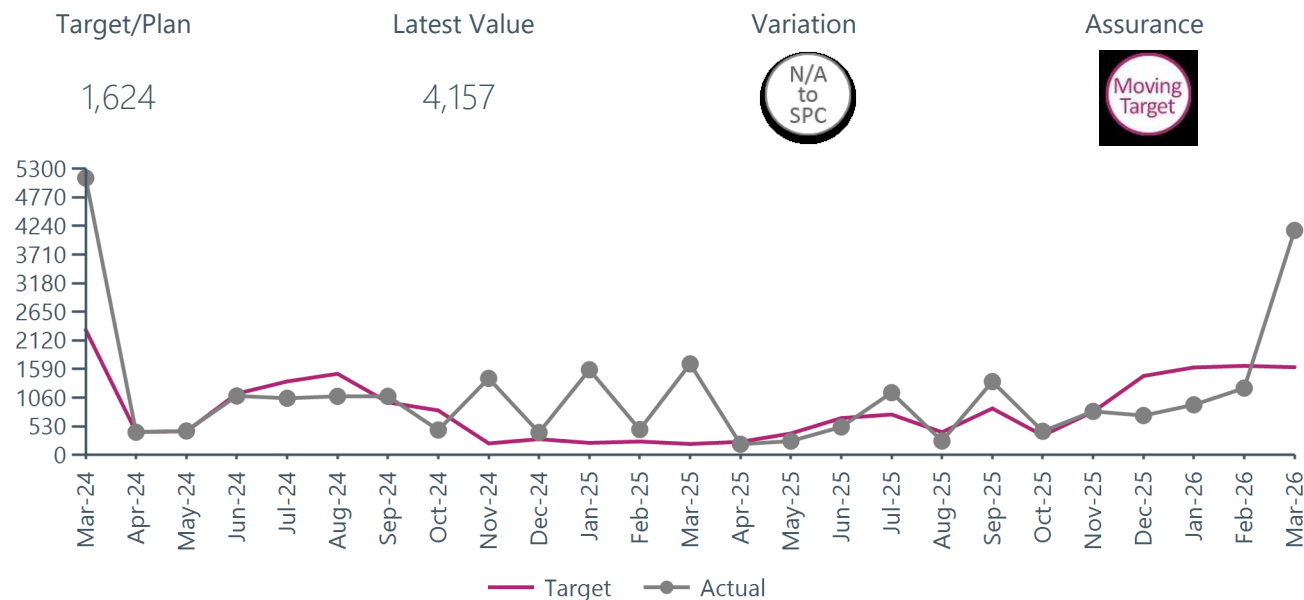 Target/Plan
Latest Value
Variation
Assurance
1,624
4,157
N/A
to
SPC
Moving
Target
5300
4770
4240
3710
3180
2650
2120
1590
1060
530
0
Mar-24
Apr-24
May-24
Jun-24
Jul-24
Aug-24
Sep-24
Oct-24
Nov-24
Dec-24
Jan-25
Feb-25
Mar-25
Apr-25
May-25
Jun-25
Jul-25
Aug-25
Sep-25
Oct-25
Nov-25
Dec-25
Jan-26
Feb-26
Mar-26
Target
Actual